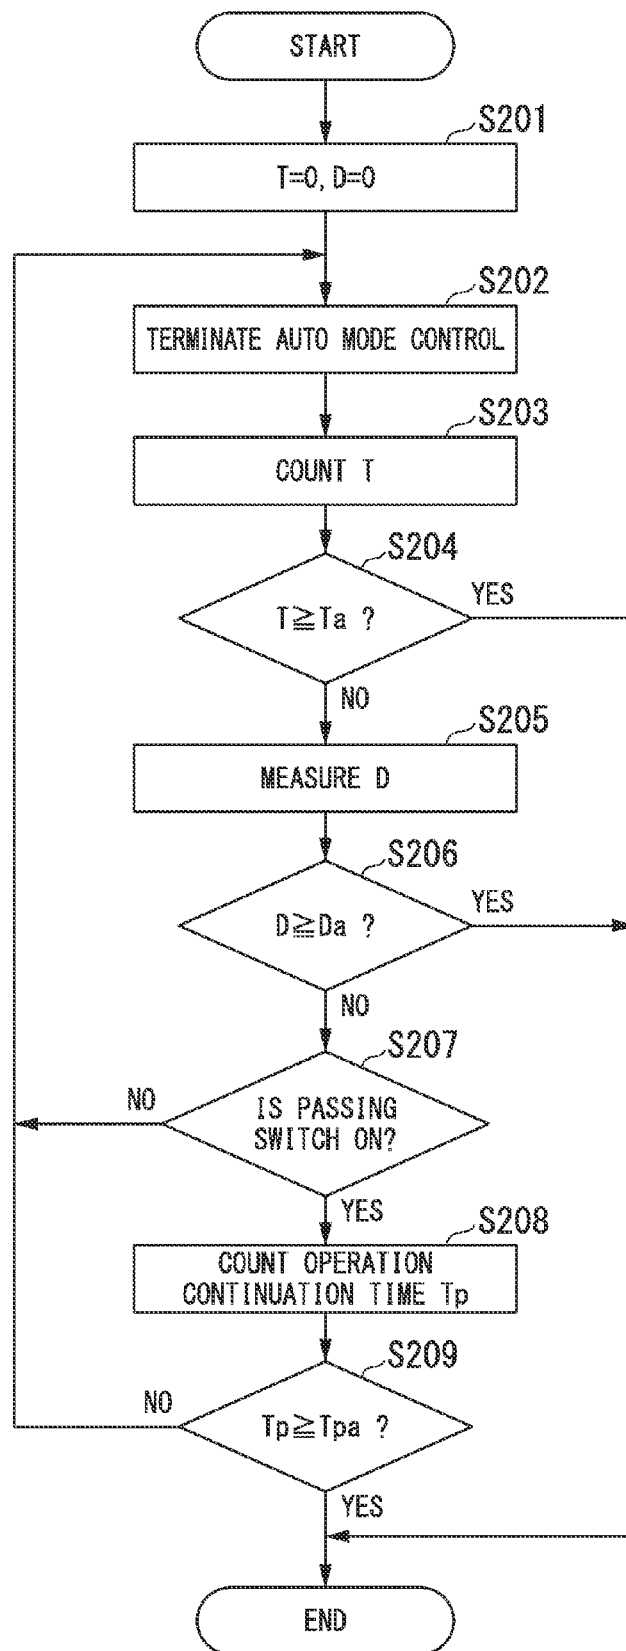 START
S201
T=0, D=0
S202
TERMINATE AUTO MODE CONTROL
S203
COUNT T
S204
T≧Ta ?
YES
NO
S205
MEASURE D
S206
D≧Da ?
YES
NO
S207
IS PASSING
SWITCH ON?
NO
YES
S208
COUNT OPERATION
CONTINUATION TIME Tp
S209
Tp≧Tpa ?
NO
YES
END